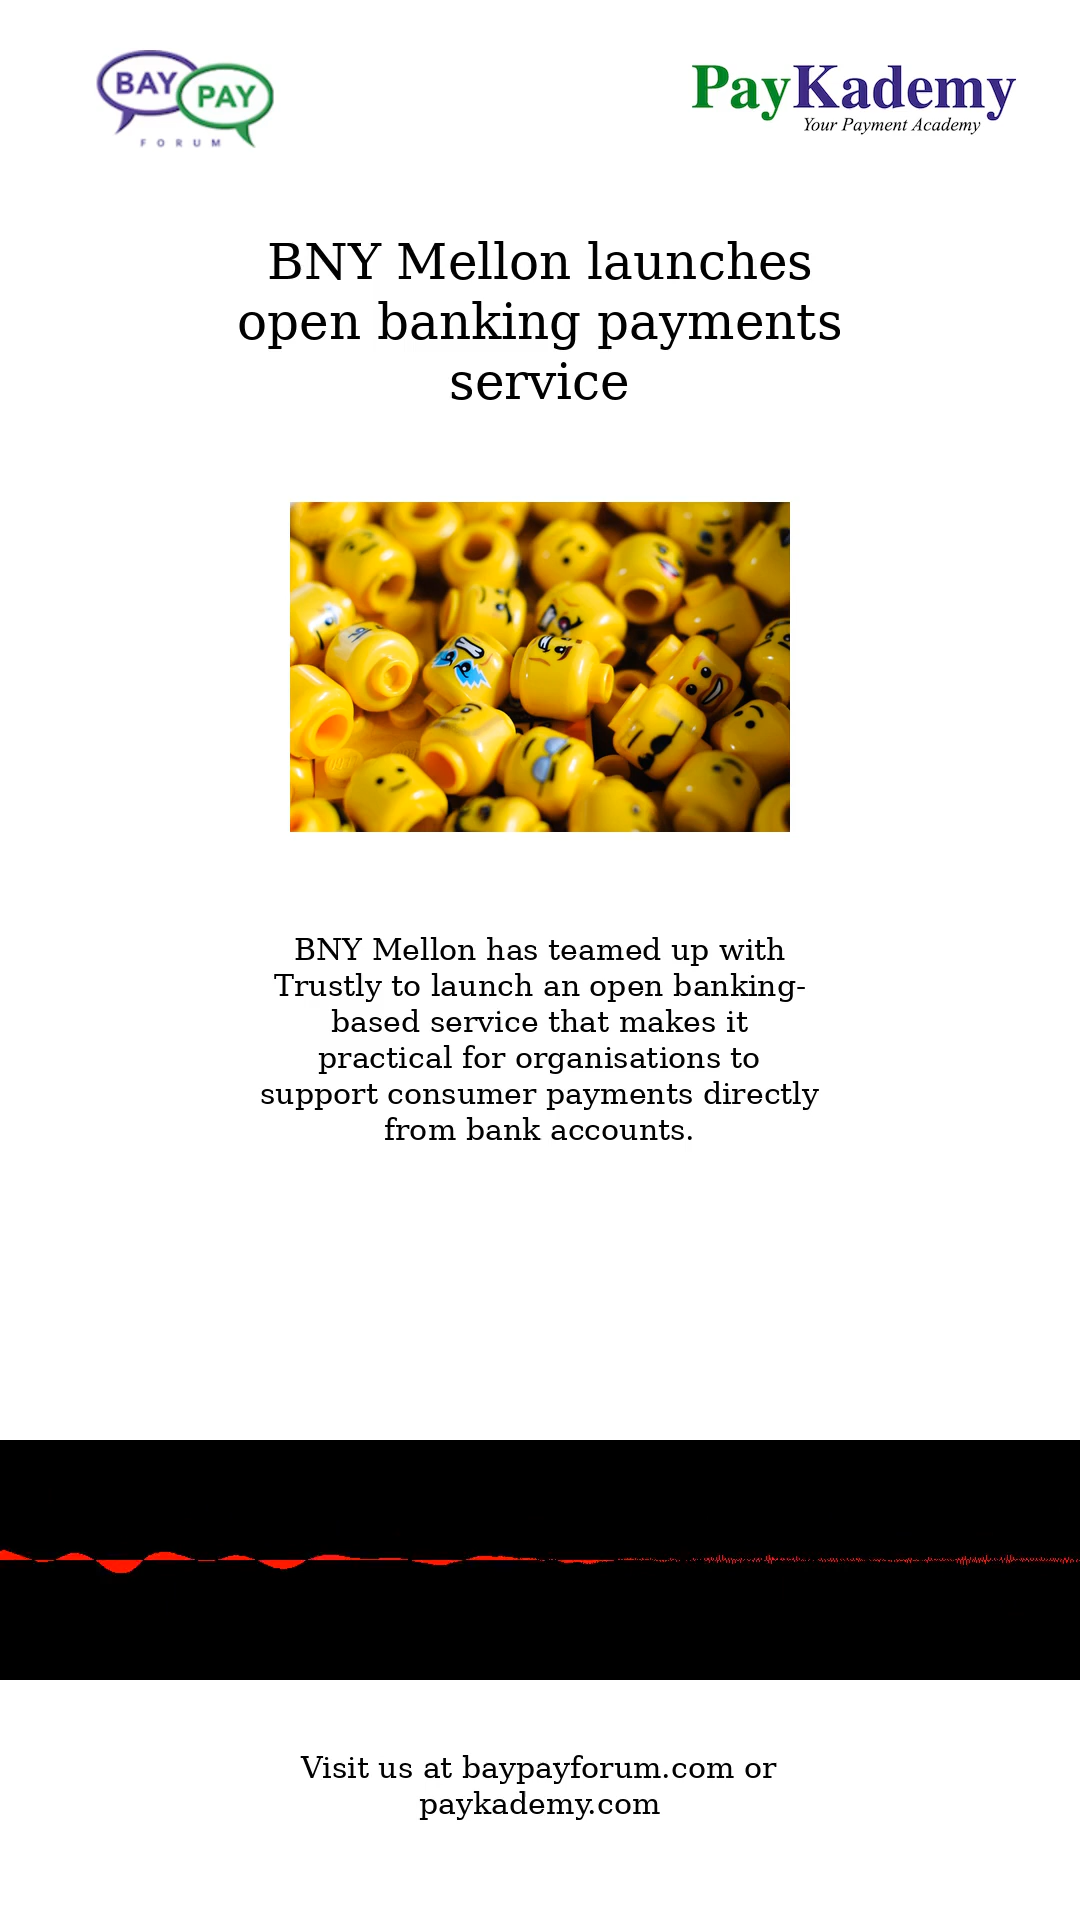 BAY PAY
FORUM
PayKademy
Your Payment Academy
BNY Mellon launches
open banking payments
service
BNY Mellon has teamed up with
Trustly to launch an open banking-
based service that makes it
practical for organisations to
support consumer payments directly
from bank accounts.
Visit us at baypayforum.com or
paykademy.com